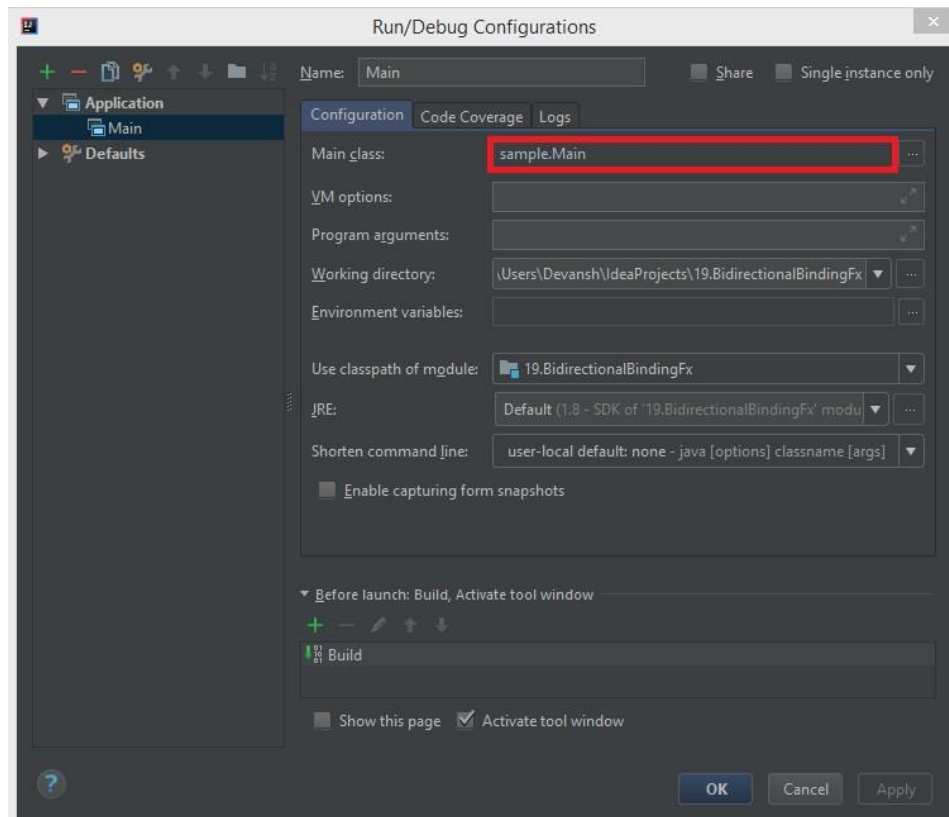 Run/Debug Configurations
Name: Main Share Single instance only
Application
Main
Defaults
Configuration Code Coverage Logs
Main class: sample.Main ...
VM options:
Program arguments:
Working directory: \Users\Devansh\IdeaProjects\19.BidirectionalBindingFx ...
Environment variables: ...
Use classpath of module: 19.BidirectionalBindingFx
JRE: Default (1.8 - SDK of '19.BidirectionalBindingFx' modu ...
Shorten command line: user-local default: none - java [options] classname [args]
Enable capturing form snapshots
Before launch: Build, Activate tool window
Build
Show this page Activate tool window
? OK Cancel Apply